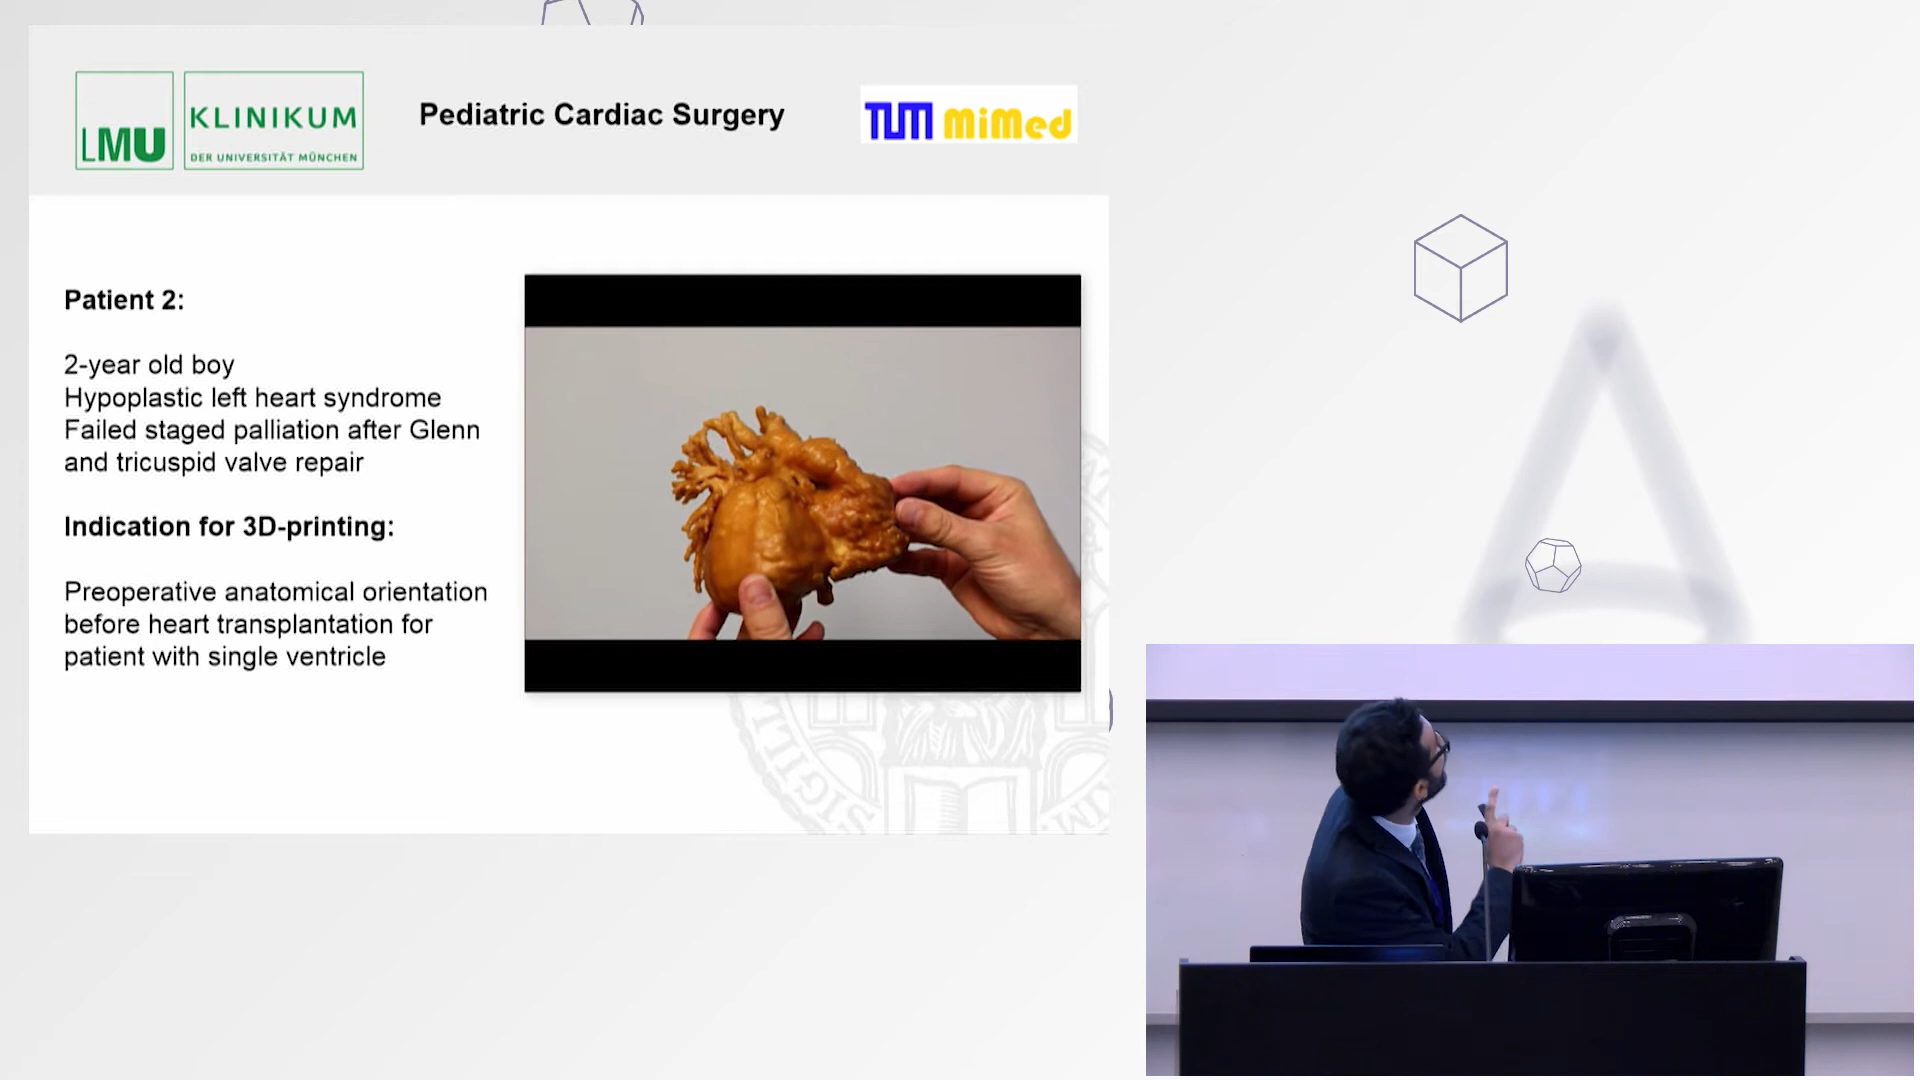 LMU
KLINIKUM
DER UNIVERSITÄT MÜNCHEN
Pediatric Cardiac Surgery
TUM MiMed
Patient 2:
2-year old boy
Hypoplastic left heart syndrome
Failed staged palliation after Glenn
and tricuspid valve repair
Indication for 3D-printing:
Preoperative anatomical orientation
before heart transplantation for
patient with single ventricle